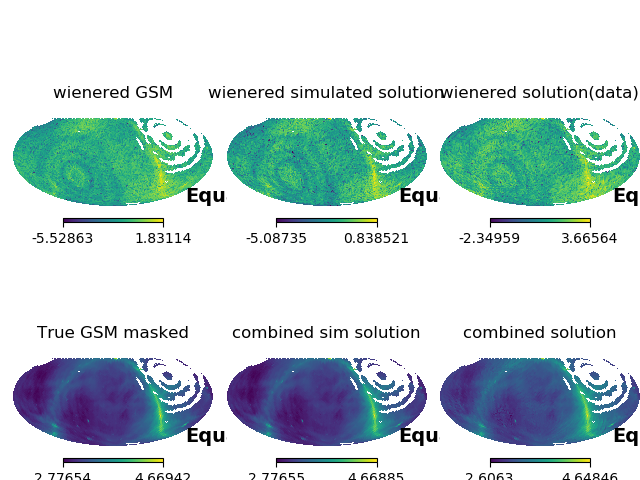 wienered GSM
wienered simulated solution
wienered solution(data)
Equ
Equ
Eq
-5.52863
1.83114
-5.08735
0.838521
-2.34959
3.66564
True GSM masked
combined sim solution
combined solution
Equ
Equ
Eq
2.77654
4.66942
2.77655
4.66885
2.6063
4.64846